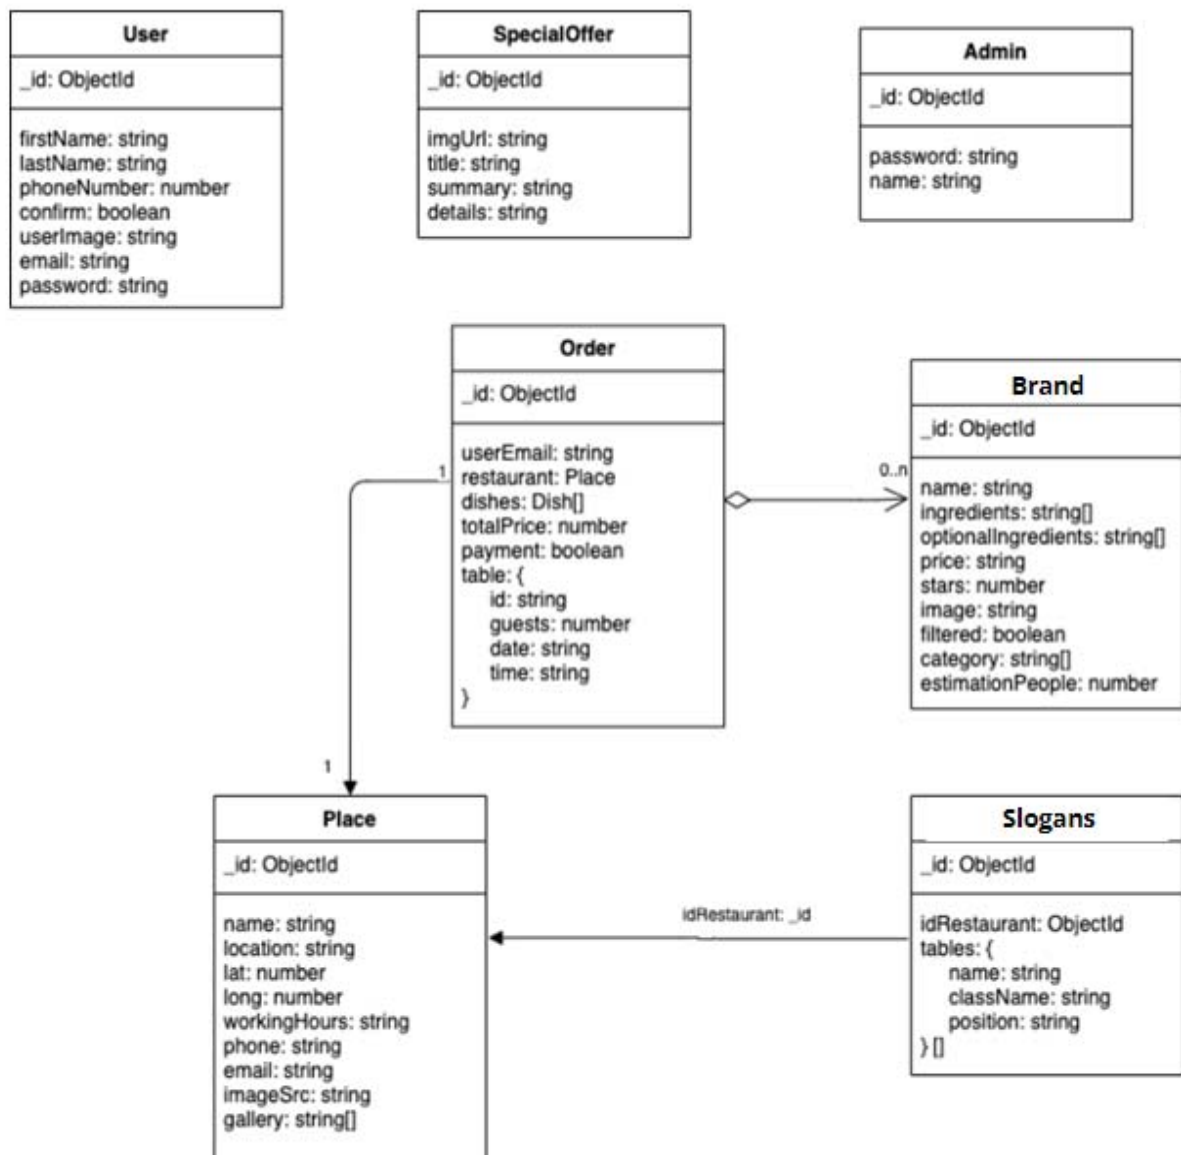 User
_id: ObjectId
firstName: string
lastName: string
phoneNumber: number
confirm: boolean
userImage: string
email: string
password: string
SpecialOffer
_id: ObjectId
imgUrl: string
title: string
summary: string
details: string
Admin
_id: ObjectId
password: string
name: string
Order
_id: ObjectId
userEmail: string
restaurant: Place
dishes: Dish[]
totalPrice: number
payment: boolean
table: {
id: string
guests: number
date: string
time: string
}
1
1
0..n
Brand
_id: ObjectId
name: string
ingredients: string[]
optionalIngredients: string[]
price: string
stars: number
image: string
filtered: boolean
category: string[]
estimationPeople: number
Place
_id: ObjectId
name: string
location: string
lat: number
long: number
workingHours: string
phone: string
email: string
imageSrc: string
gallery: string[]
idRestaurant: _id
Slogans
_id: ObjectId
idRestaurant: ObjectId
tables: {
name: string
className: string
position: string
} []